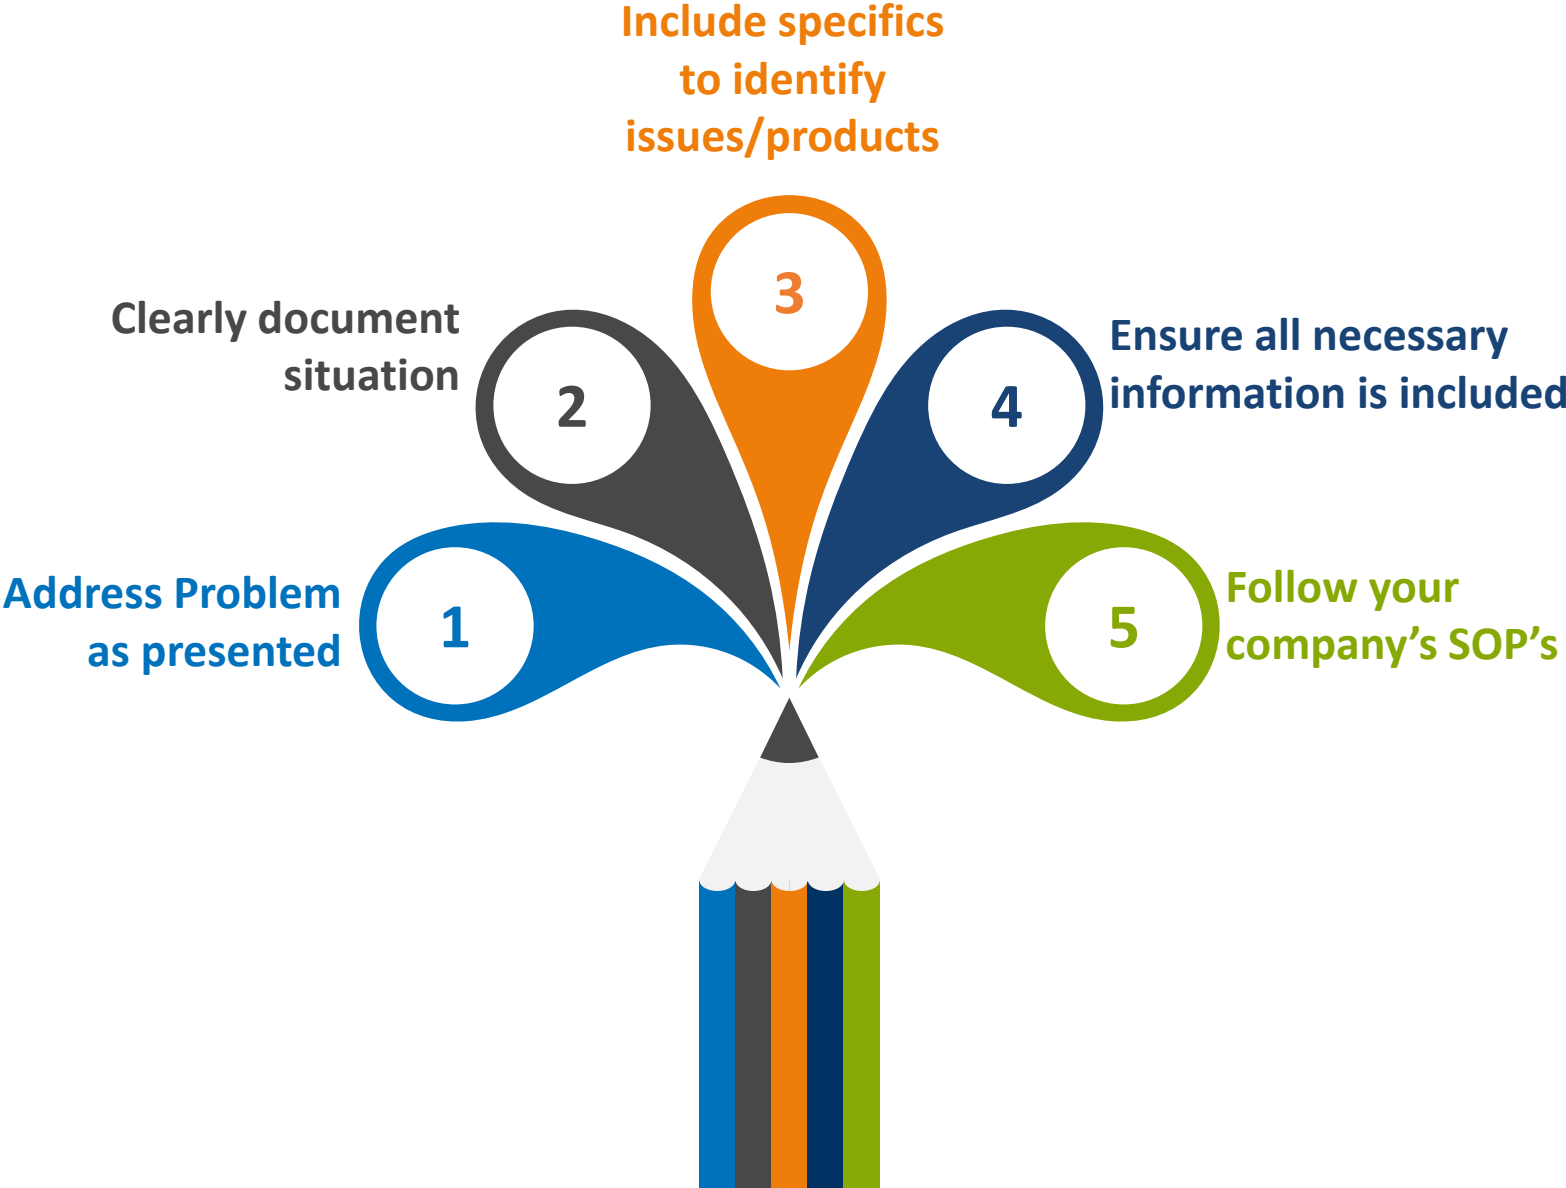 Include specifics
to identify
issues/products
3
Clearly document
situation
2
4
Ensure all necessary
information is included
Address Problem
as presented
1
5
Follow your
company’s SOP’s